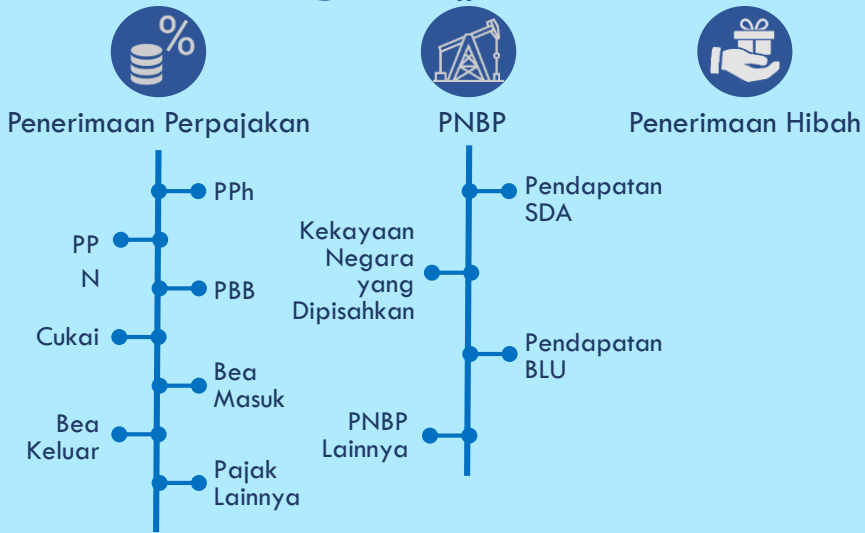 %
Penerimaan Perpajakan
PPh
PP
N
PBB
Cukai
Bea
Masuk
Bea
Keluar
Pajak
Lainnya
PNBP
Pendapatan
SDA
Kekayaan
Negara
yang
Dipisahkan
Pendapatan
BLU
PNBP
Lainnya
Penerimaan Hibah